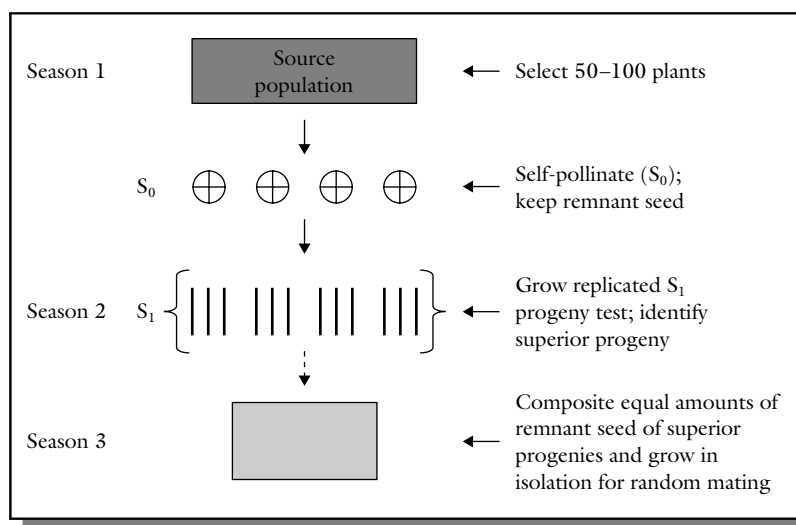 Season 1
Source
population
Select 50–100 plants
S₀
Self-pollinate (S₀);
keep remnant seed
Season 2
S₁
Grow replicated S₁
progeny test; identify
superior progeny
Season 3
Composite equal amounts of
remnant seed of superior
progenies and grow in
isolation for random mating